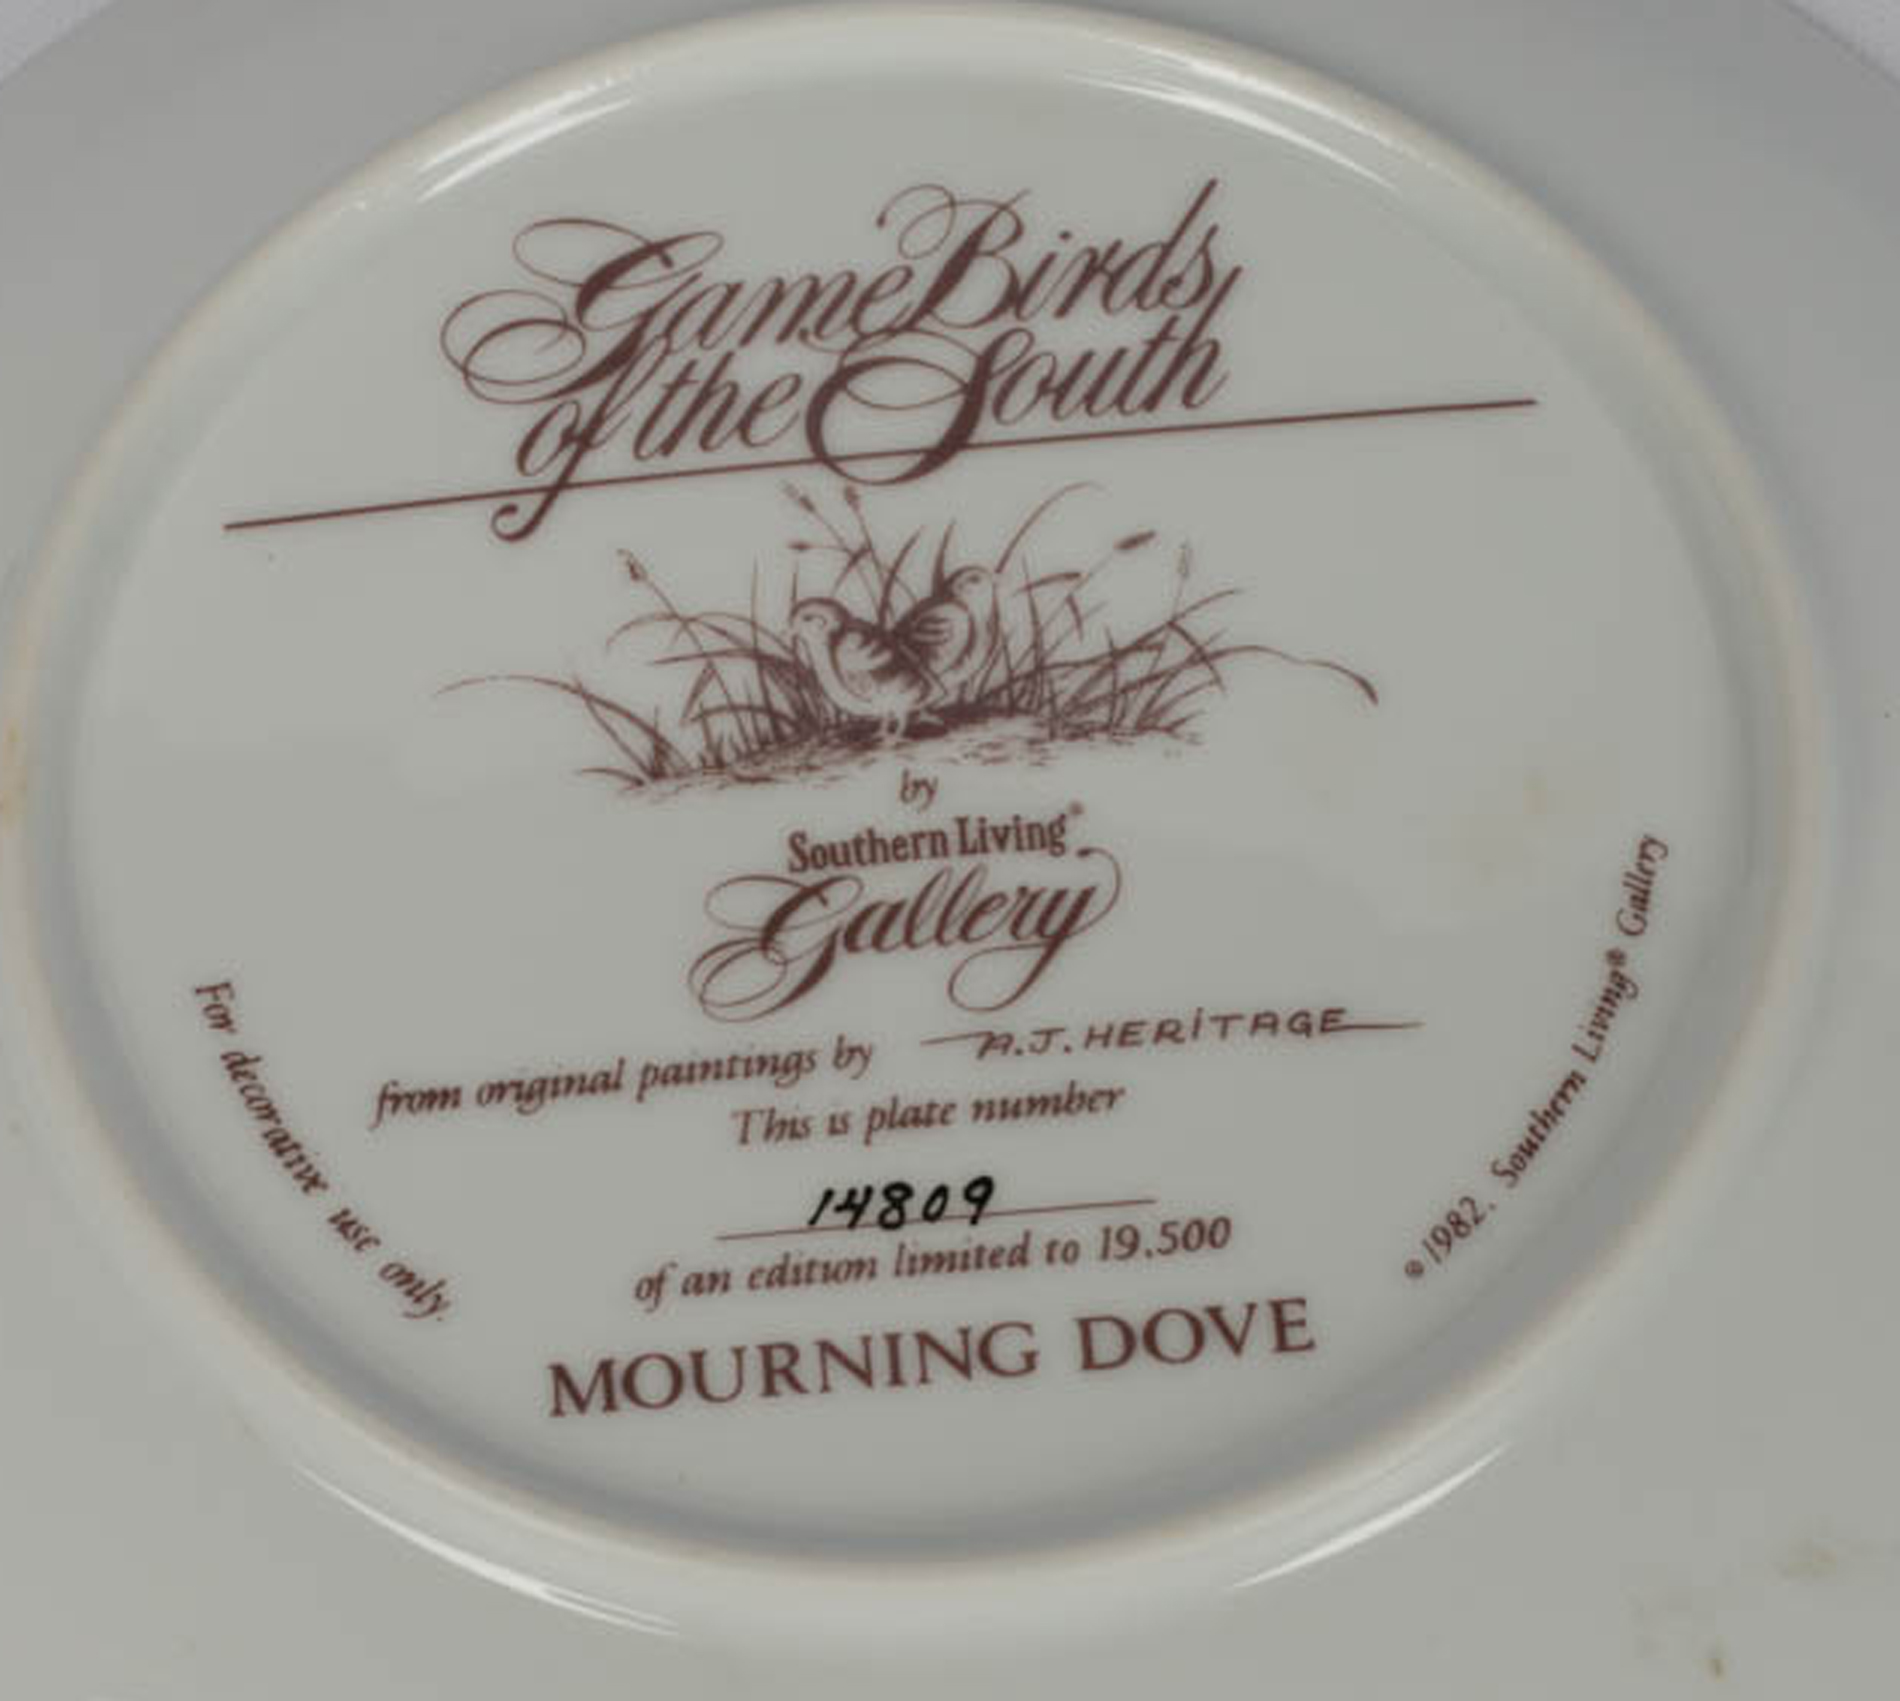 Game Birds
of the South
by
Southern Living®
Gallery
from original paintings by A.J. HERITAGE
This is plate number
14809
of an edition limited to 19,500
MOURNING DOVE
For decorative use only.
© 1982. Southern Living® Gallery